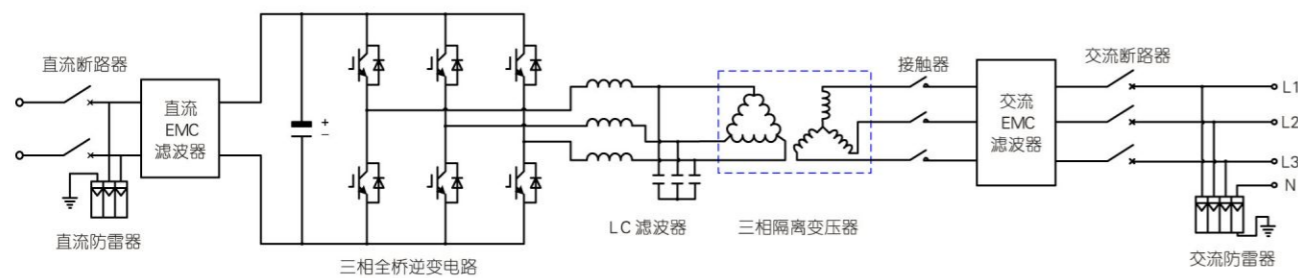 直流断路器
直流
EMC
滤波器
直流防雷器
+
−
三相全桥逆变电路
LC 滤波器
三相隔离变压器
接触器
交流
EMC
滤波器
交流断路器
L1
L2
L3
N
交流防雷器